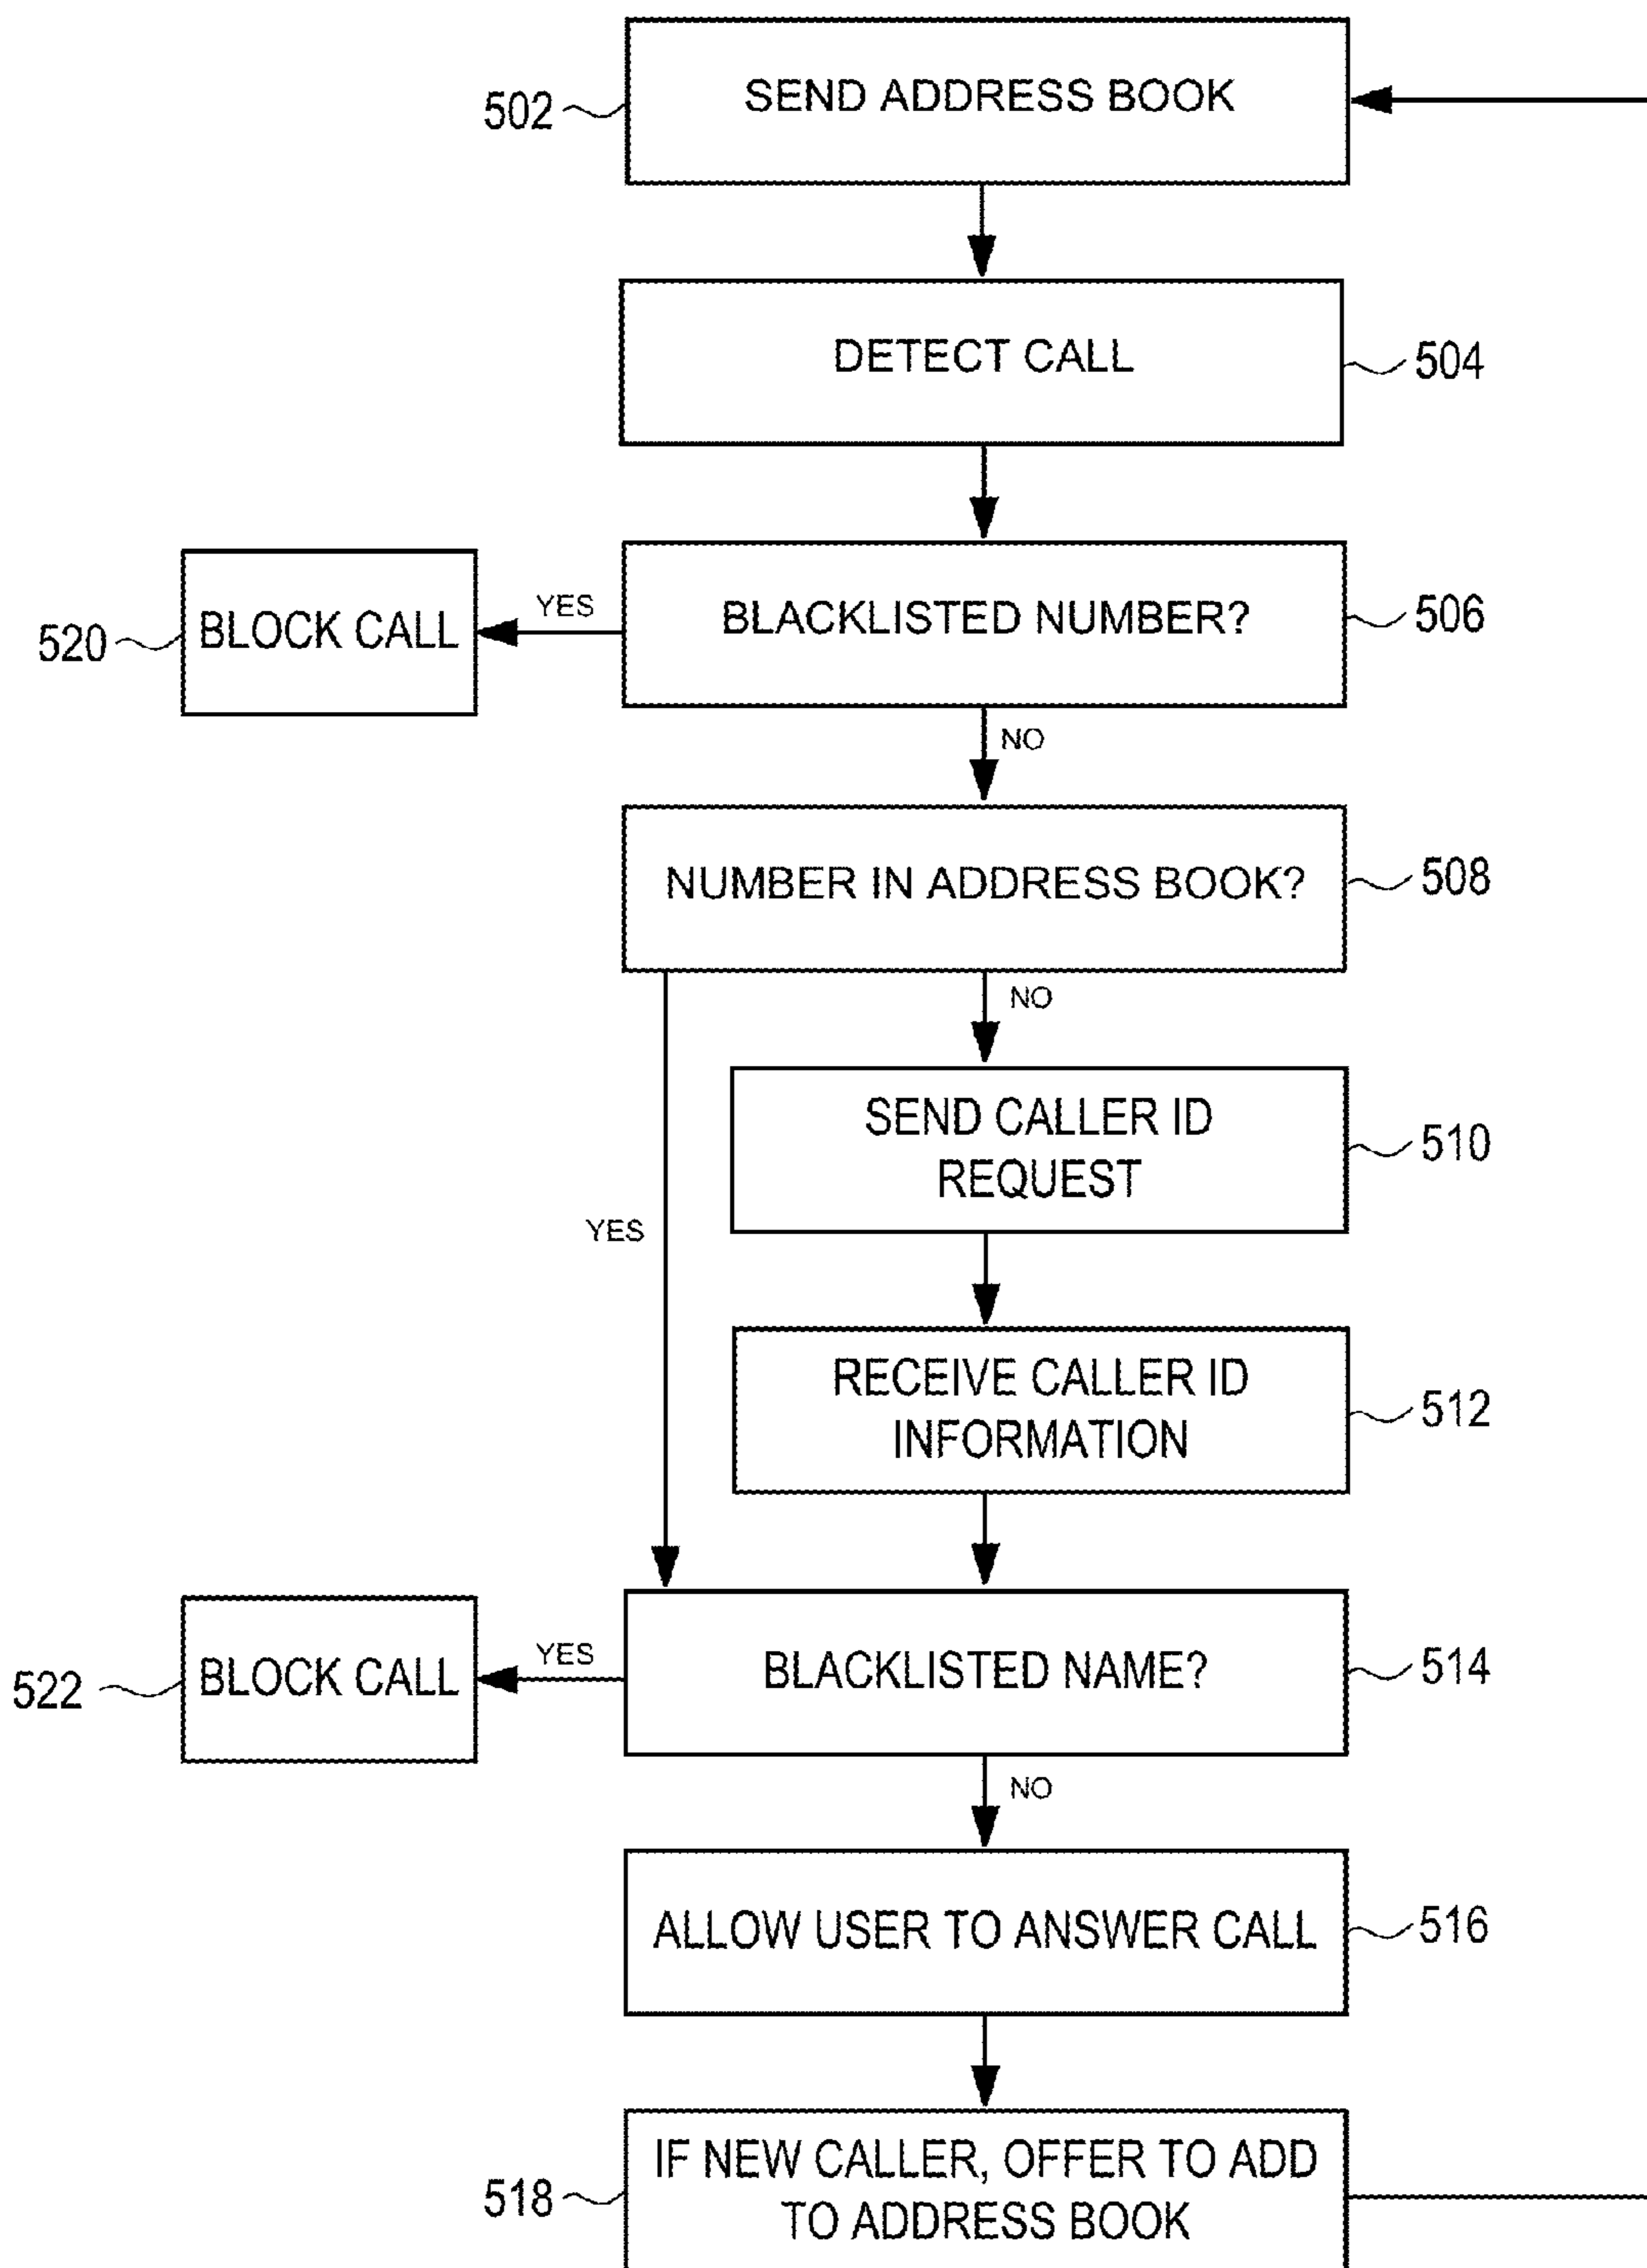 SEND ADDRESS BOOK
502
DETECT CALL
504
BLACKLISTED NUMBER?
506
YES
BLOCK CALL
520
NO
NUMBER IN ADDRESS BOOK?
508
NO
SEND CALLER ID
REQUEST
510
YES
RECEIVE CALLER ID
INFORMATION
512
BLACKLISTED NAME?
514
YES
BLOCK CALL
522
NO
ALLOW USER TO ANSWER CALL
516
IF NEW CALLER, OFFER TO ADD
TO ADDRESS BOOK
518